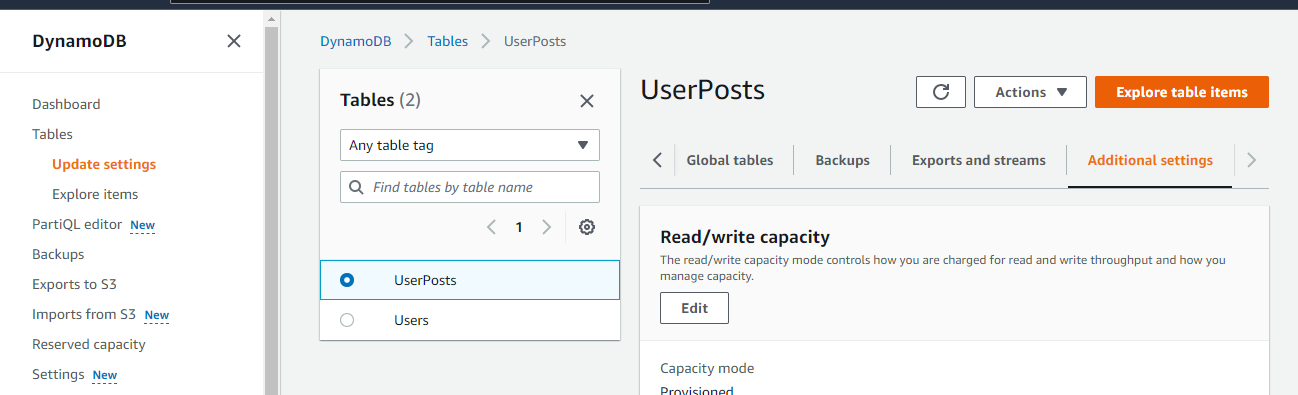 DynamoDB
Dashboard
Tables
Update settings
Explore items
PartiQL editor New
Backups
Exports to S3
Imports from S3 New
Reserved capacity
Settings New
DynamoDB > Tables > UserPosts
Tables (2)
Any table tag
Find tables by table name
1
UserPosts
Users
UserPosts
Actions
Explore table items
Global tables
Backups
Exports and streams
Additional settings
Read/write capacity
The read/write capacity mode controls how you are charged for read and write throughput and how you
manage capacity.
Edit
Capacity mode
Provisioned